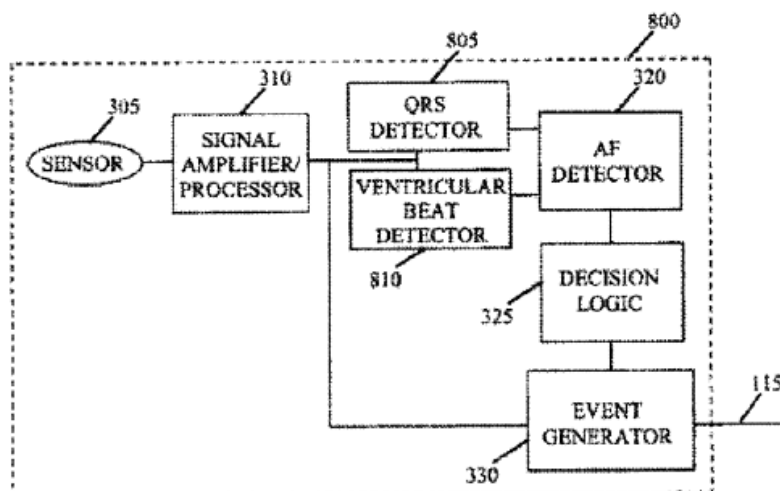 800
805
310
320
305
QRS
DETECTOR
SIGNAL
AMPLIFIER/
PROCESSOR
SENSOR
AF
DETECTOR
VENTRICULAR
BEAT
DETECTOR
810
DECISION
LOGIC
325
115
EVENT
GENERATOR
330